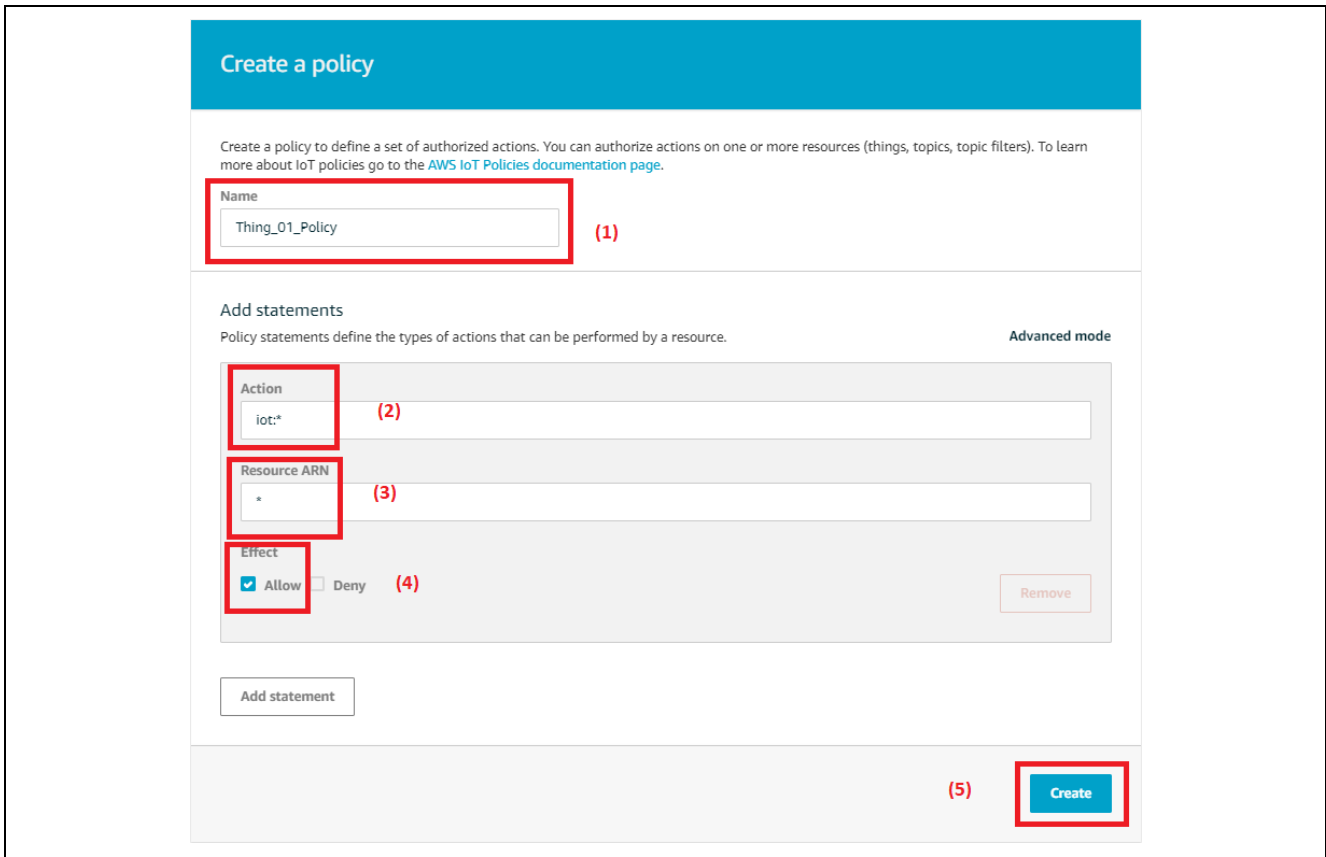 Create a policy
Create a policy to define a set of authorized actions. You can authorize actions on one or more resources (things, topics, topic filters). To learn
more about IoT policies go to the AWS IoT Policies documentation page.
Name
Thing_01_Policy
(1)
Add statements
Policy statements define the types of actions that can be performed by a resource.
Advanced mode
Action
iot:*
(2)
Resource ARN
*
(3)
Effect
Allow
Deny
(4)
Remove
Add statement
(5)
Create